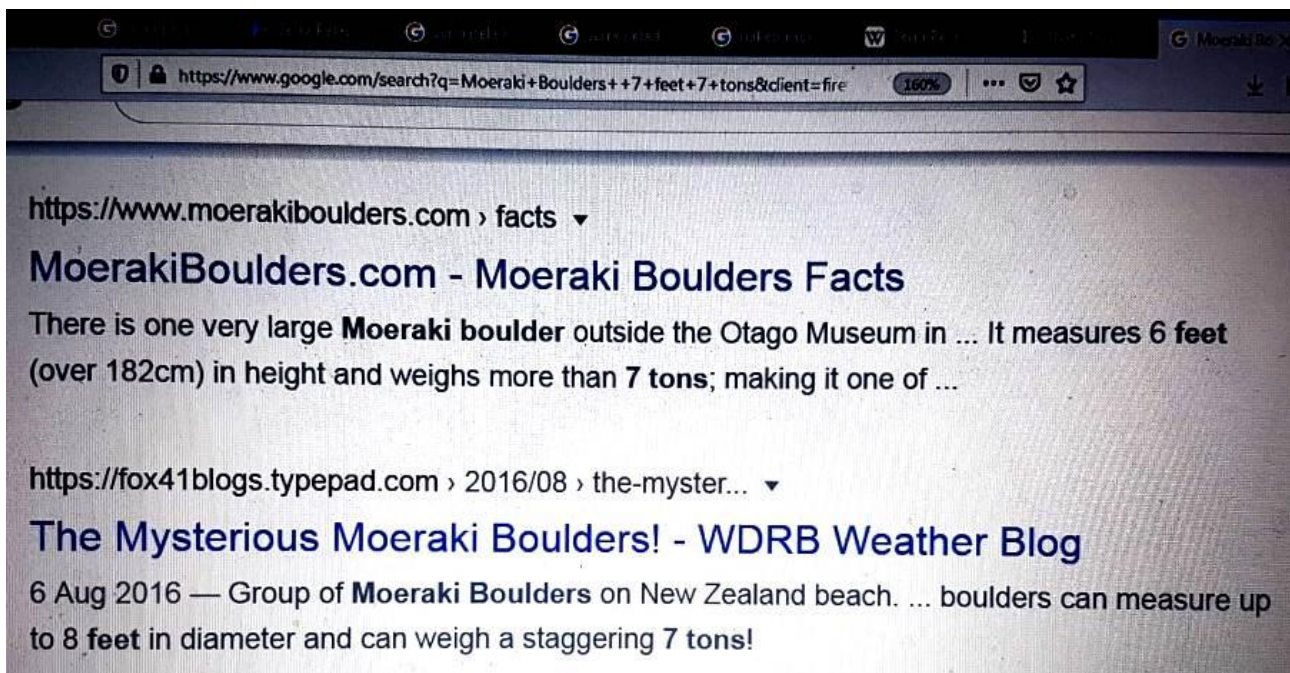 Moeraki Bo
https://www.google.com/search?q=Moeraki+Boulders++7+feet+7+tons&client=fire
160%
https://www.moerakiboulders.com › facts
MoerakiBoulders.com - Moeraki Boulders Facts
There is one very large Moeraki boulder outside the Otago Museum in ... It measures 6 feet
(over 182cm) in height and weighs more than 7 tons; making it one of ...
https://fox41blogs.typepad.com › 2016/08 › the-myster...
The Mysterious Moeraki Boulders! - WDRB Weather Blog
6 Aug 2016 — Group of Moeraki Boulders on New Zealand beach. ... boulders can measure up
to 8 feet in diameter and can weigh a staggering 7 tons!